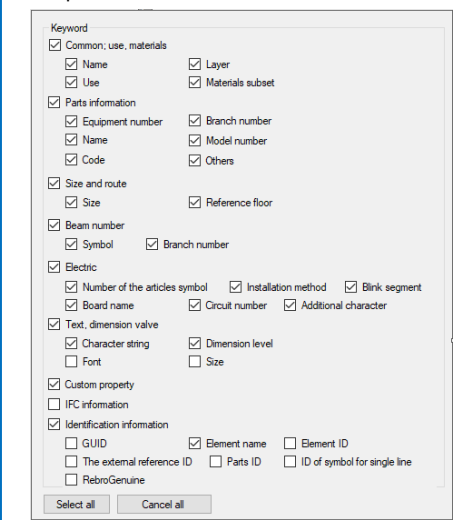 Keyword
Common; use, materials
Name Layer
Use Materials subset
Parts information
Equipment number Branch number
Name Model number
Code Others
Size and route
Size Reference floor
Beam number
Symbol Branch number
Electric
Number of the articles symbol Installation method Blink segment
Board name Circuit number Additional character
Text, dimension valve
Character string Dimension level
Font Size
Custom property
IFC information
Identification information
GUID Element name Element ID
The external reference ID Parts ID ID of symbol for single line
RebroGenuine
Select all Cancel all